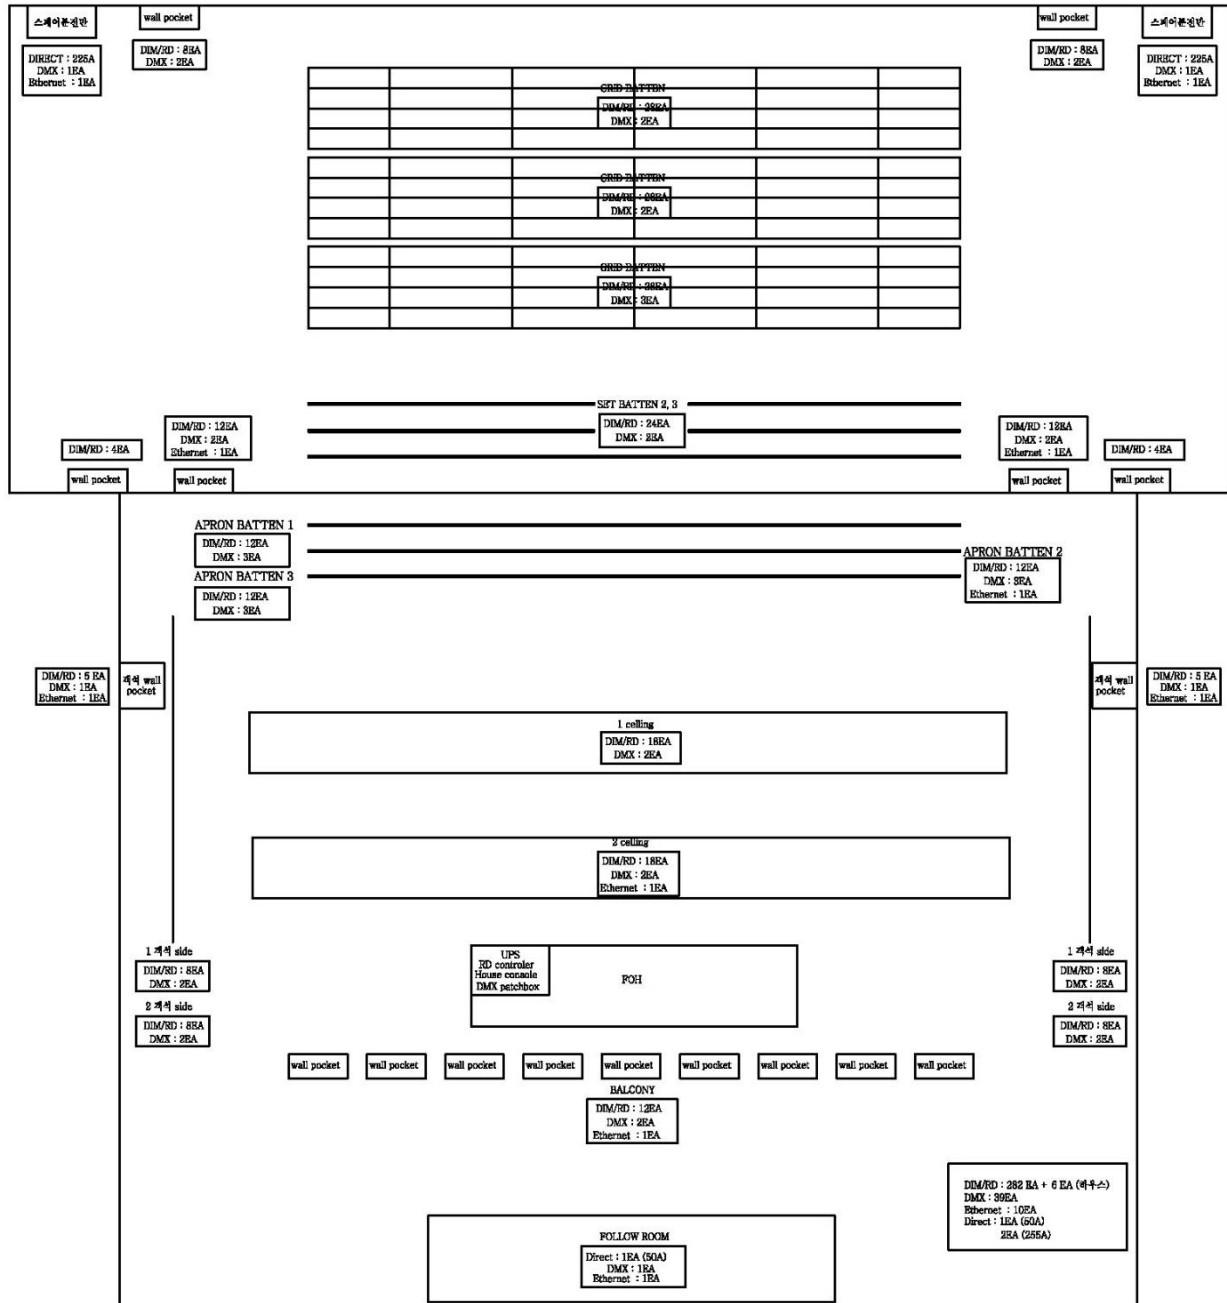 스페어분전반
wall pocket
wall pocket
스페어분전반
DIRECT : 225A
DMX : 1EA
Ethernet : 1EA
DIM/RD : 8EA
DMX : 2EA
DIM/RD : 8EA
DMX : 2EA
DIRECT : 225A
DMX : 1EA
Ethernet : 1EA
GRID BATTEN
DIM/RD : 28EA
DMX : 2EA
GRID BATTEN
DIM/RD : 28EA
DMX : 2EA
GRID BATTEN
DIM/RD : 28EA
DMX : 3EA
SET BATTEN 2, 3
DIM/RD : 24EA
DMX : 2EA
DIM/RD : 4EA
DIM/RD : 12EA
DMX : 2EA
Ethernet : 1EA
DIM/RD : 12EA
DMX : 2EA
Ethernet : 1EA
DIM/RD : 4EA
wall pocket
wall pocket
wall pocket
wall pocket
APRON BATTEN 1
DIM/RD : 12EA
DMX : 3EA
APRON BATTEN 2
DIM/RD : 12EA
DMX : 3EA
Ethernet : 1EA
APRON BATTEN 3
DIM/RD : 12EA
DMX : 3EA
DIM/RD : 5 EA
DMX : 1EA
Ethernet : 1EA
객석 wall
pocket
객석 wall
pocket
DIM/RD : 5 EA
DMX : 1EA
Ethernet : 1EA
1 celling
DIM/RD : 18EA
DMX : 2EA
2 celling
DIM/RD : 18EA
DMX : 2EA
Ethernet : 1EA
1 객석 side
DIM/RD : 8EA
DMX : 2EA
2 객석 side
DIM/RD : 8EA
DMX : 2EA
UPS
RD controler
House console
DMX patchbox
FOH
1 객석 side
DIM/RD : 8EA
DMX : 2EA
2 객석 side
DIM/RD : 8EA
DMX : 2EA
wall pocket
wall pocket
wall pocket
wall pocket
wall pocket
wall pocket
wall pocket
wall pocket
wall pocket
BALCONY
DIM/RD : 12EA
DMX : 2EA
Ethernet : 1EA
DIM/RD : 282 EA + 6 EA (하우스)
DMX : 39EA
Ethernet : 10EA
Direct : 1EA (50A)
2EA (255A)
FOLLOW ROOM
Direct : 1EA (50A)
DMX : 1EA
Ethernet : 1EA